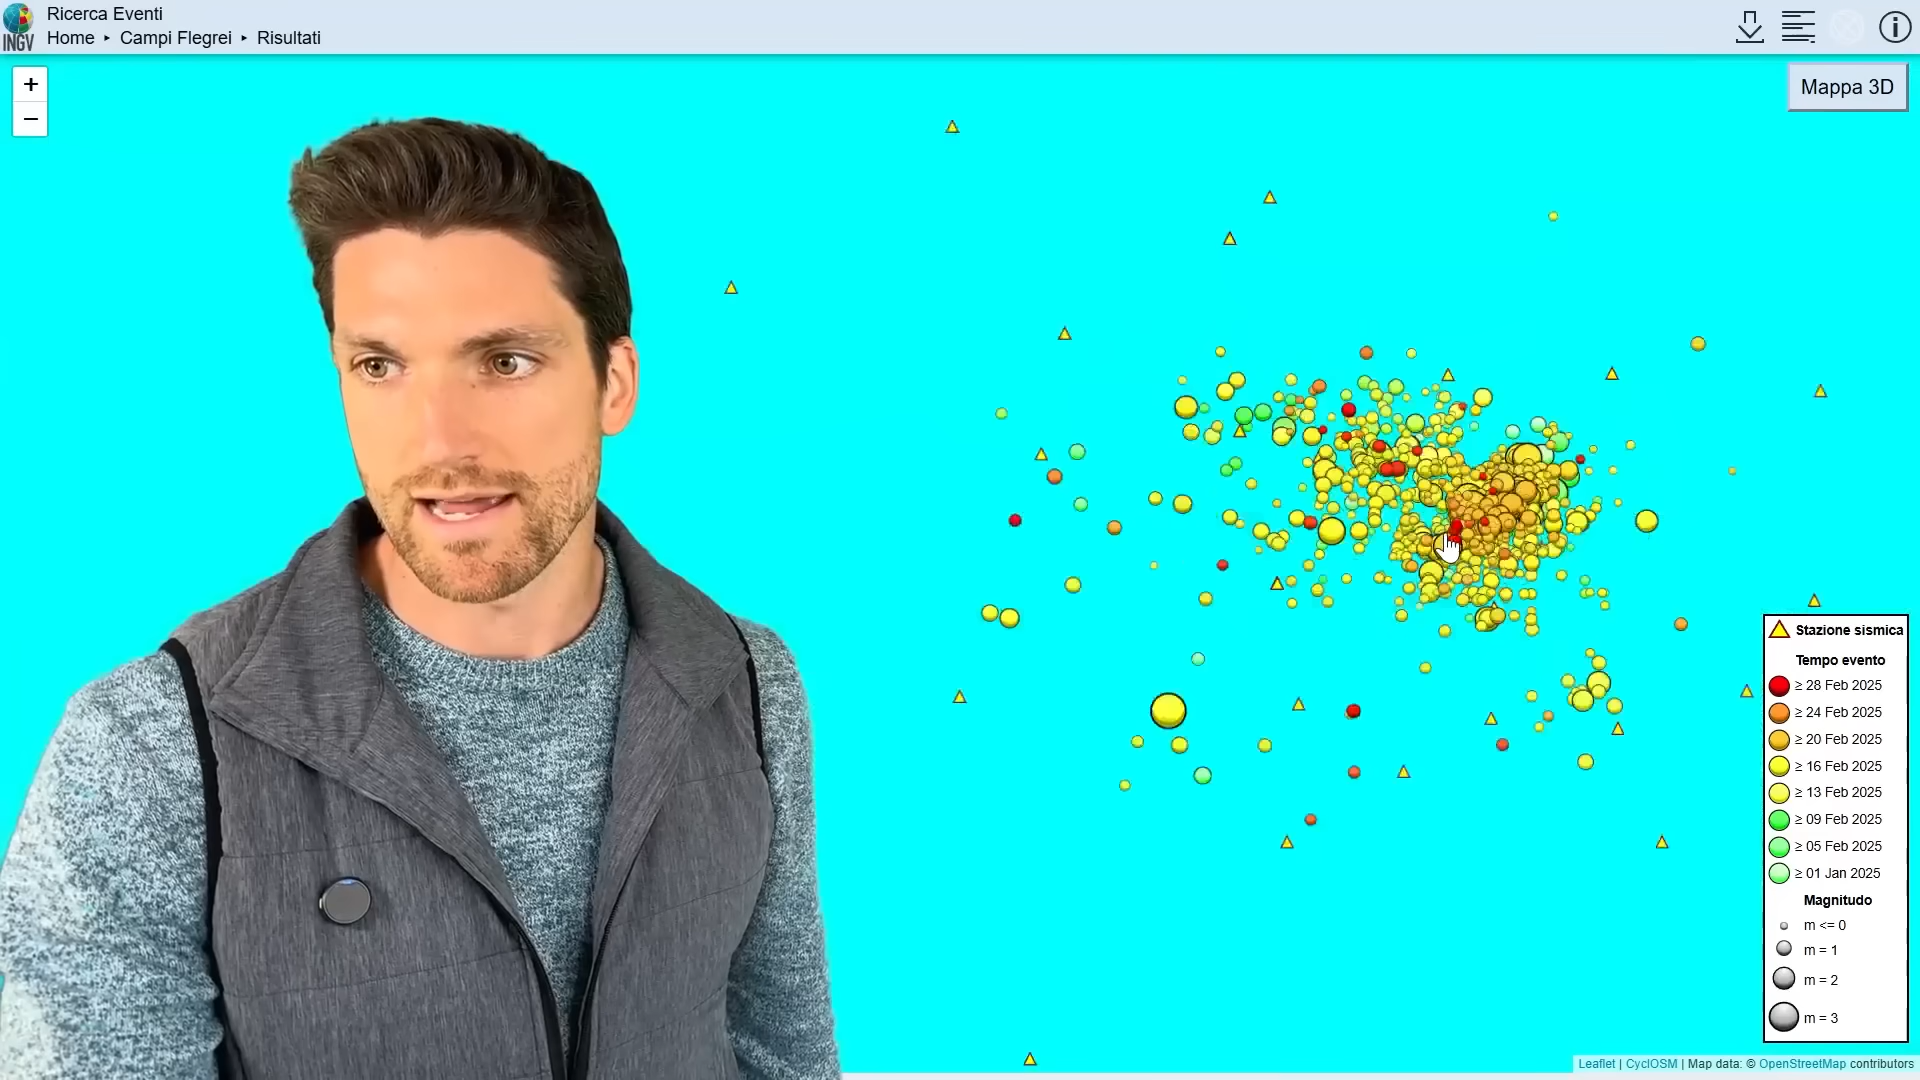 Ricerca Eventi
INGV
Home ▸ Campi Flegrei ▸ Risultati
+
−
Mappa 3D
Stazione sismica
Tempo evento
≥ 28 Feb 2025
≥ 24 Feb 2025
≥ 20 Feb 2025
≥ 16 Feb 2025
≥ 13 Feb 2025
≥ 09 Feb 2025
≥ 05 Feb 2025
≥ 01 Jan 2025
Magnitudo
m <= 0
m = 1
m = 2
m = 3
Leaflet | CyclOSM | Map data: © OpenStreetMap contributors